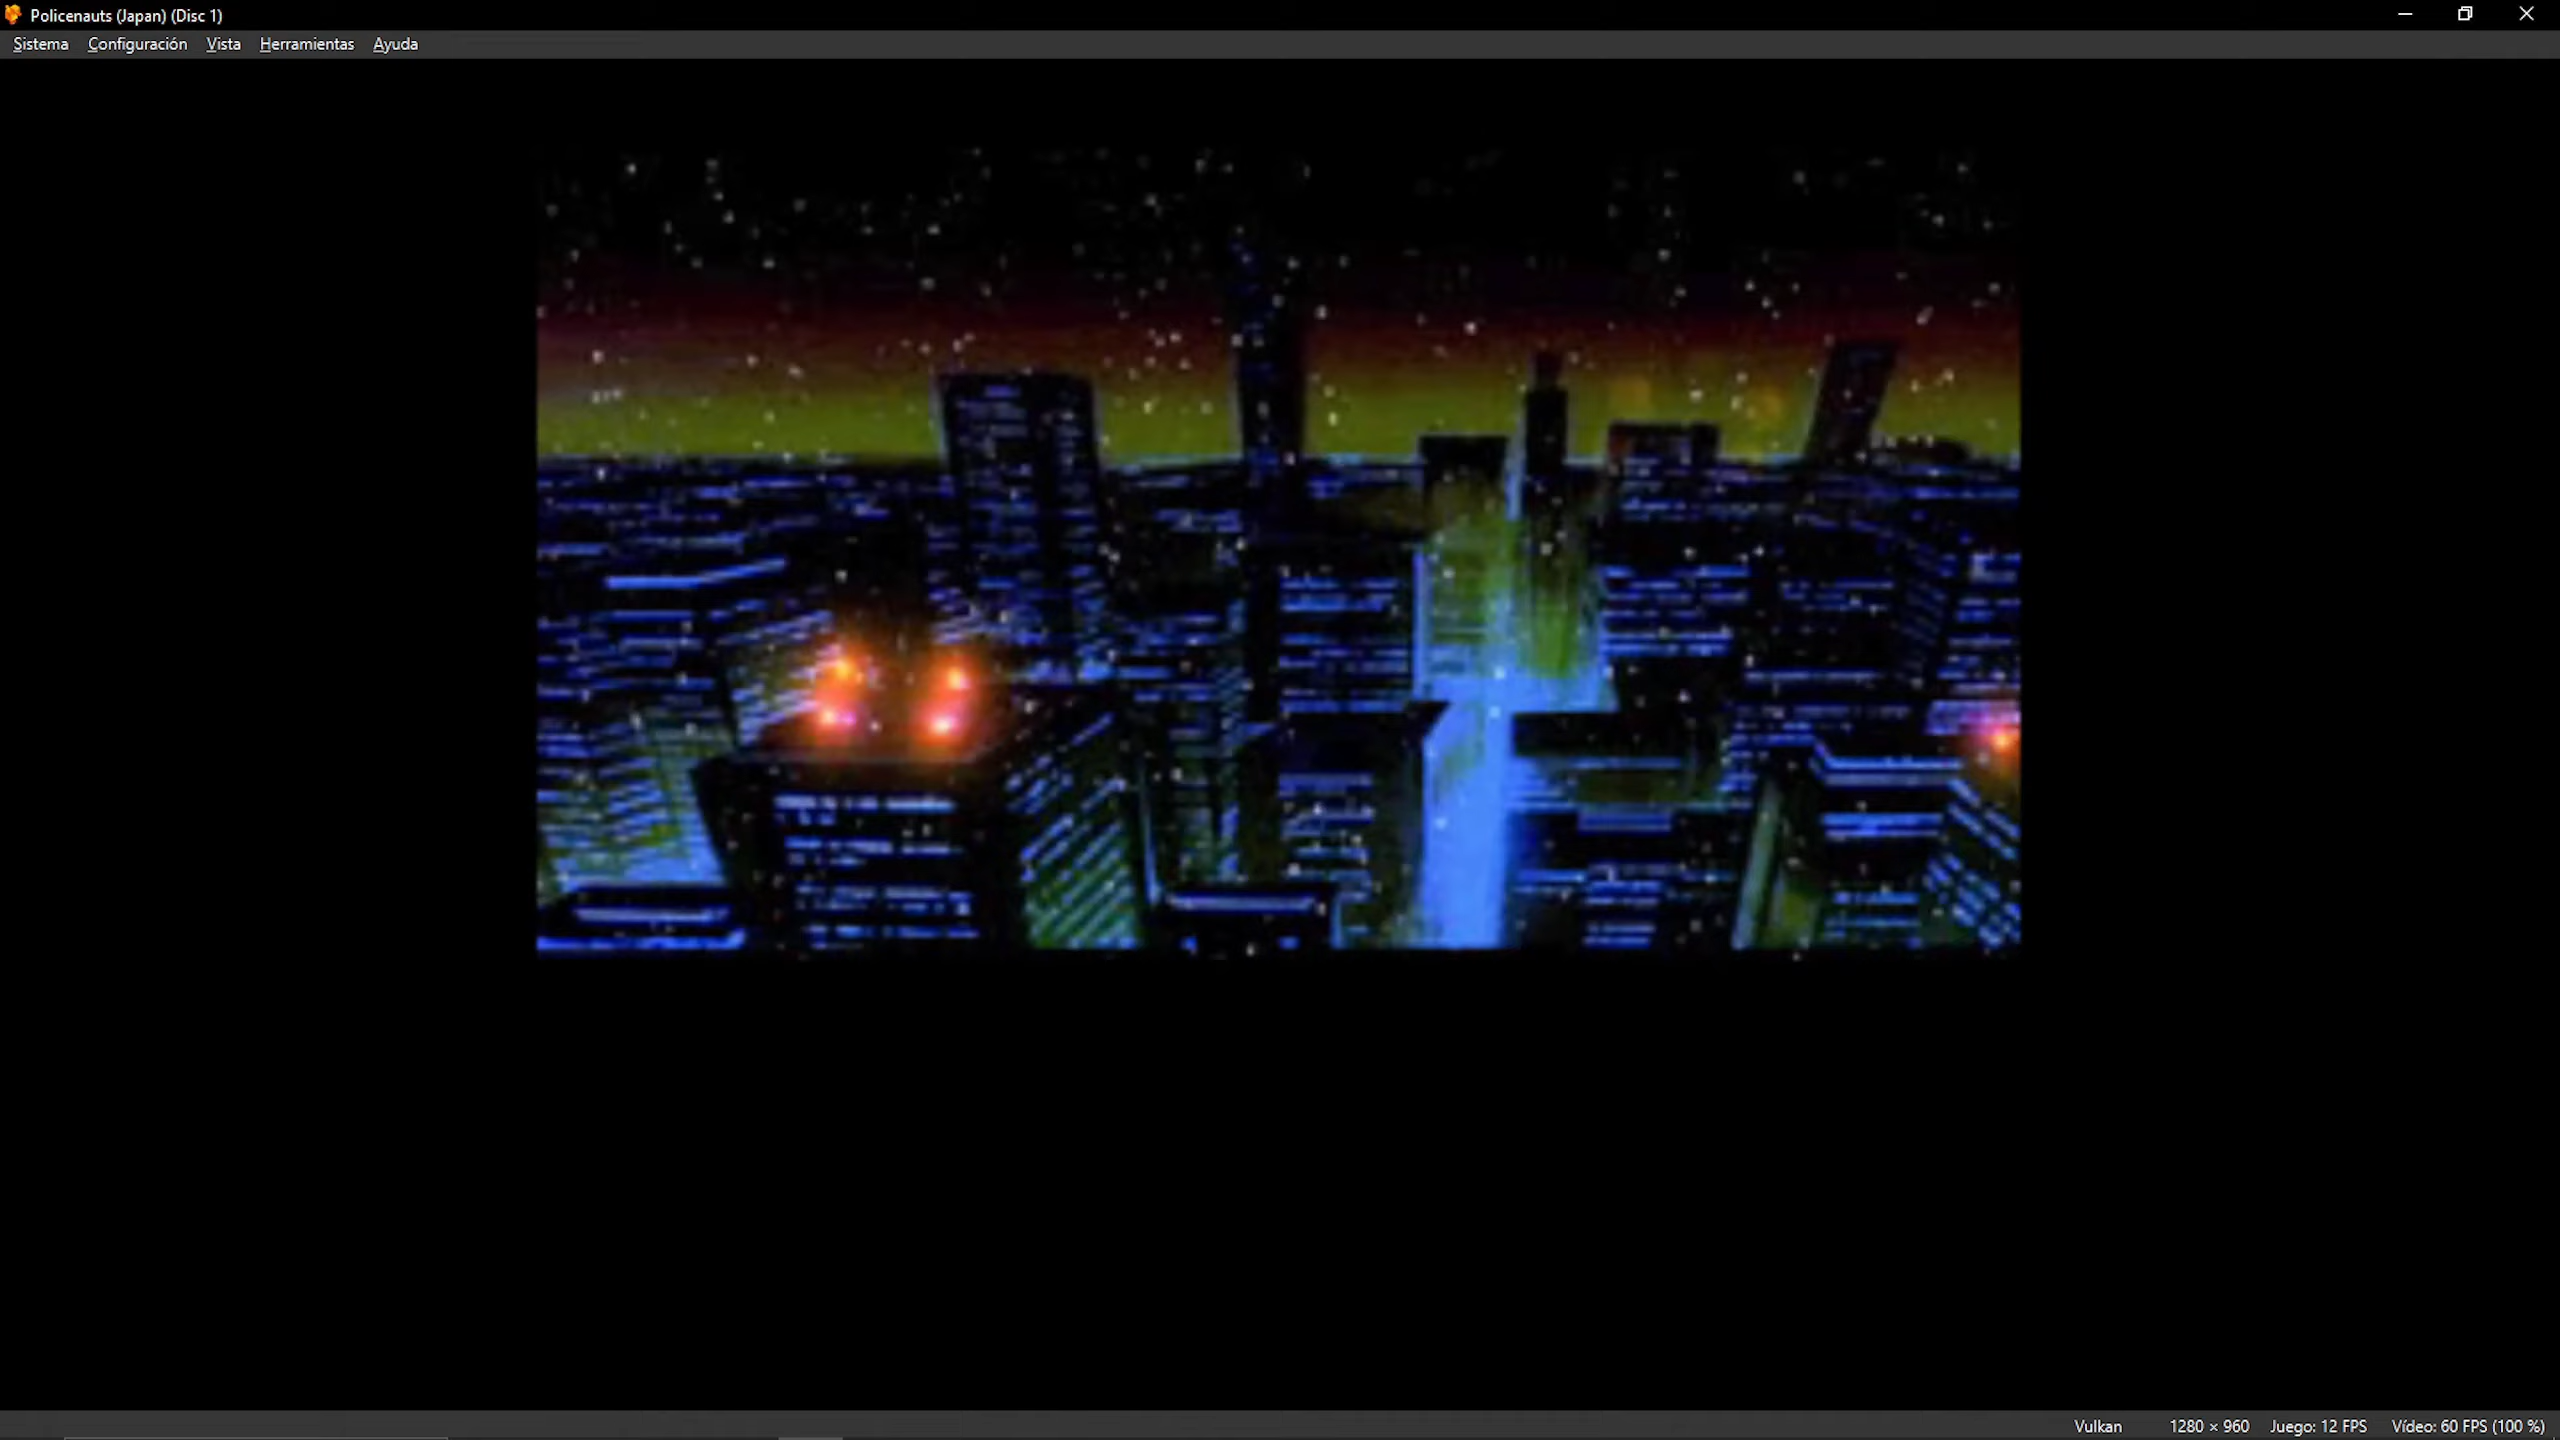 Policenauts (Japan) (Disc 1)
Sistema Configuración Vista Herramientas Ayuda
Vulkan 1280 × 960 Juego: 12 FPS Vídeo: 60 FPS (100 %)